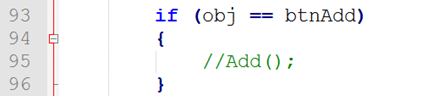 93 if (obj == btnAdd)
94 {
95 //Add();
96 }